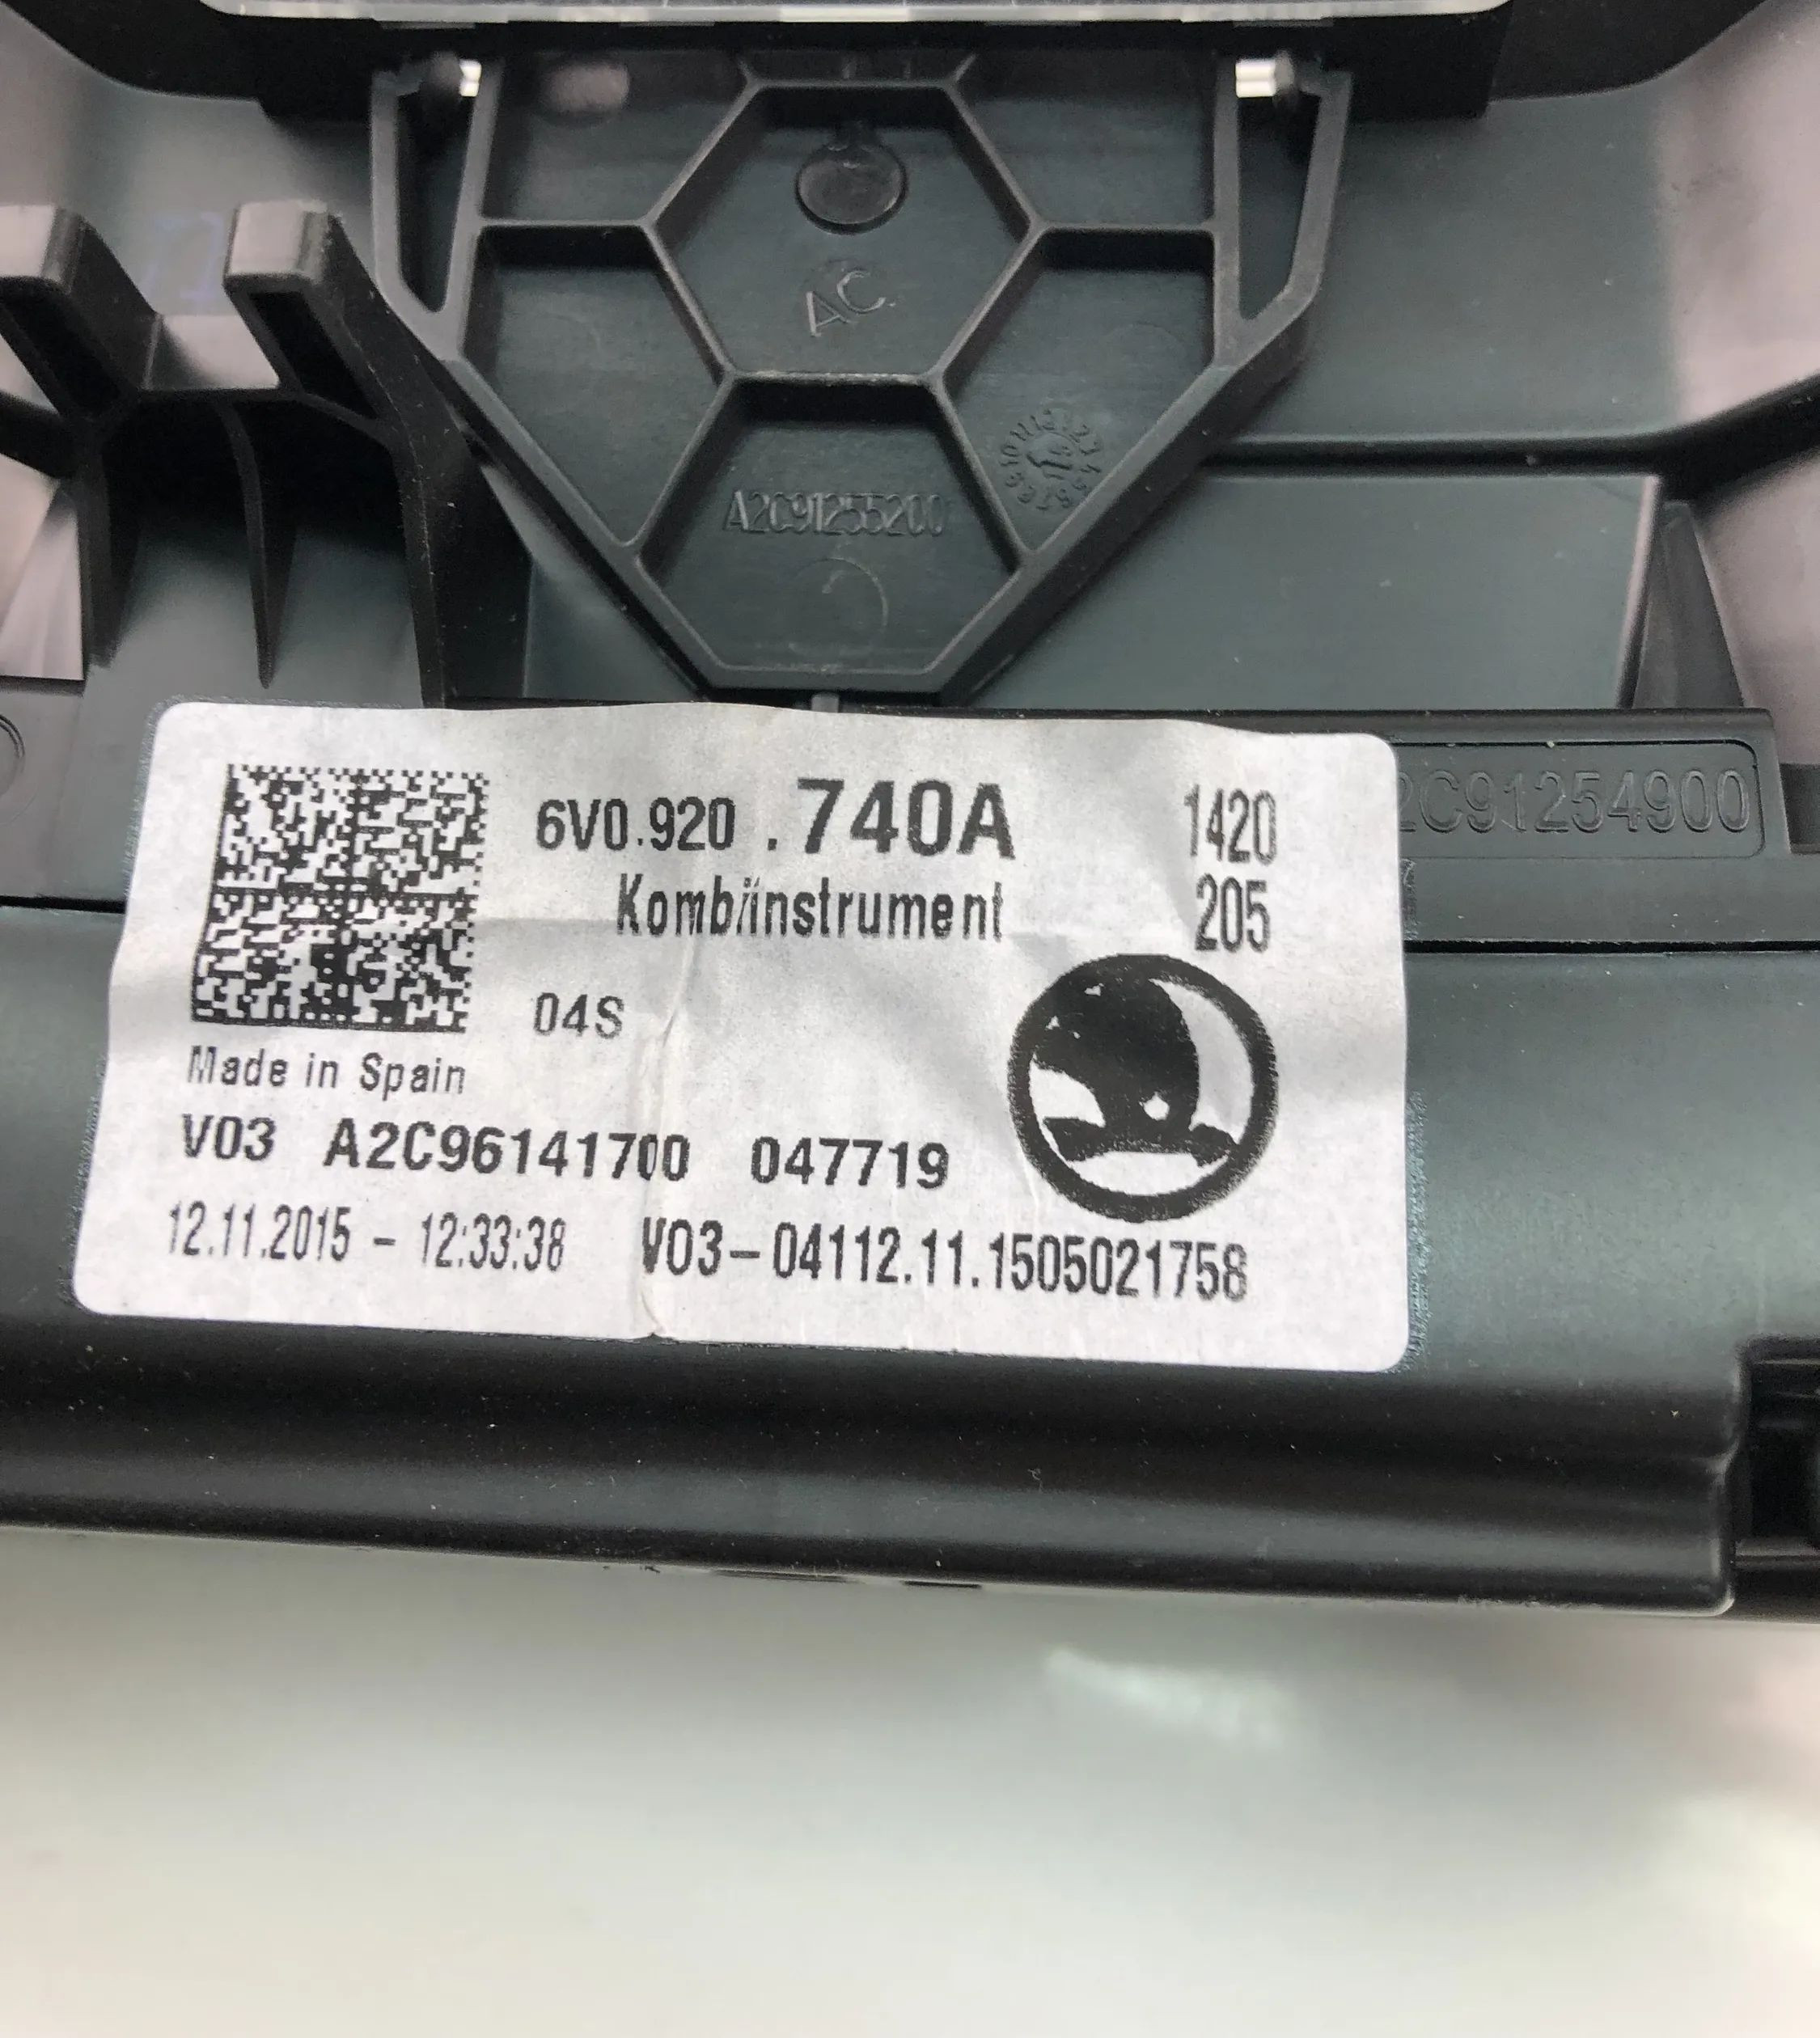 AC
A2C91255200
2C91254900
6V0.920 .740A 1420
Kombiinstrument 205
04S
Made in Spain
V03 A2C96141700 047719
12.11.2015 - 12:33:38 V03-04112.11.1505021758